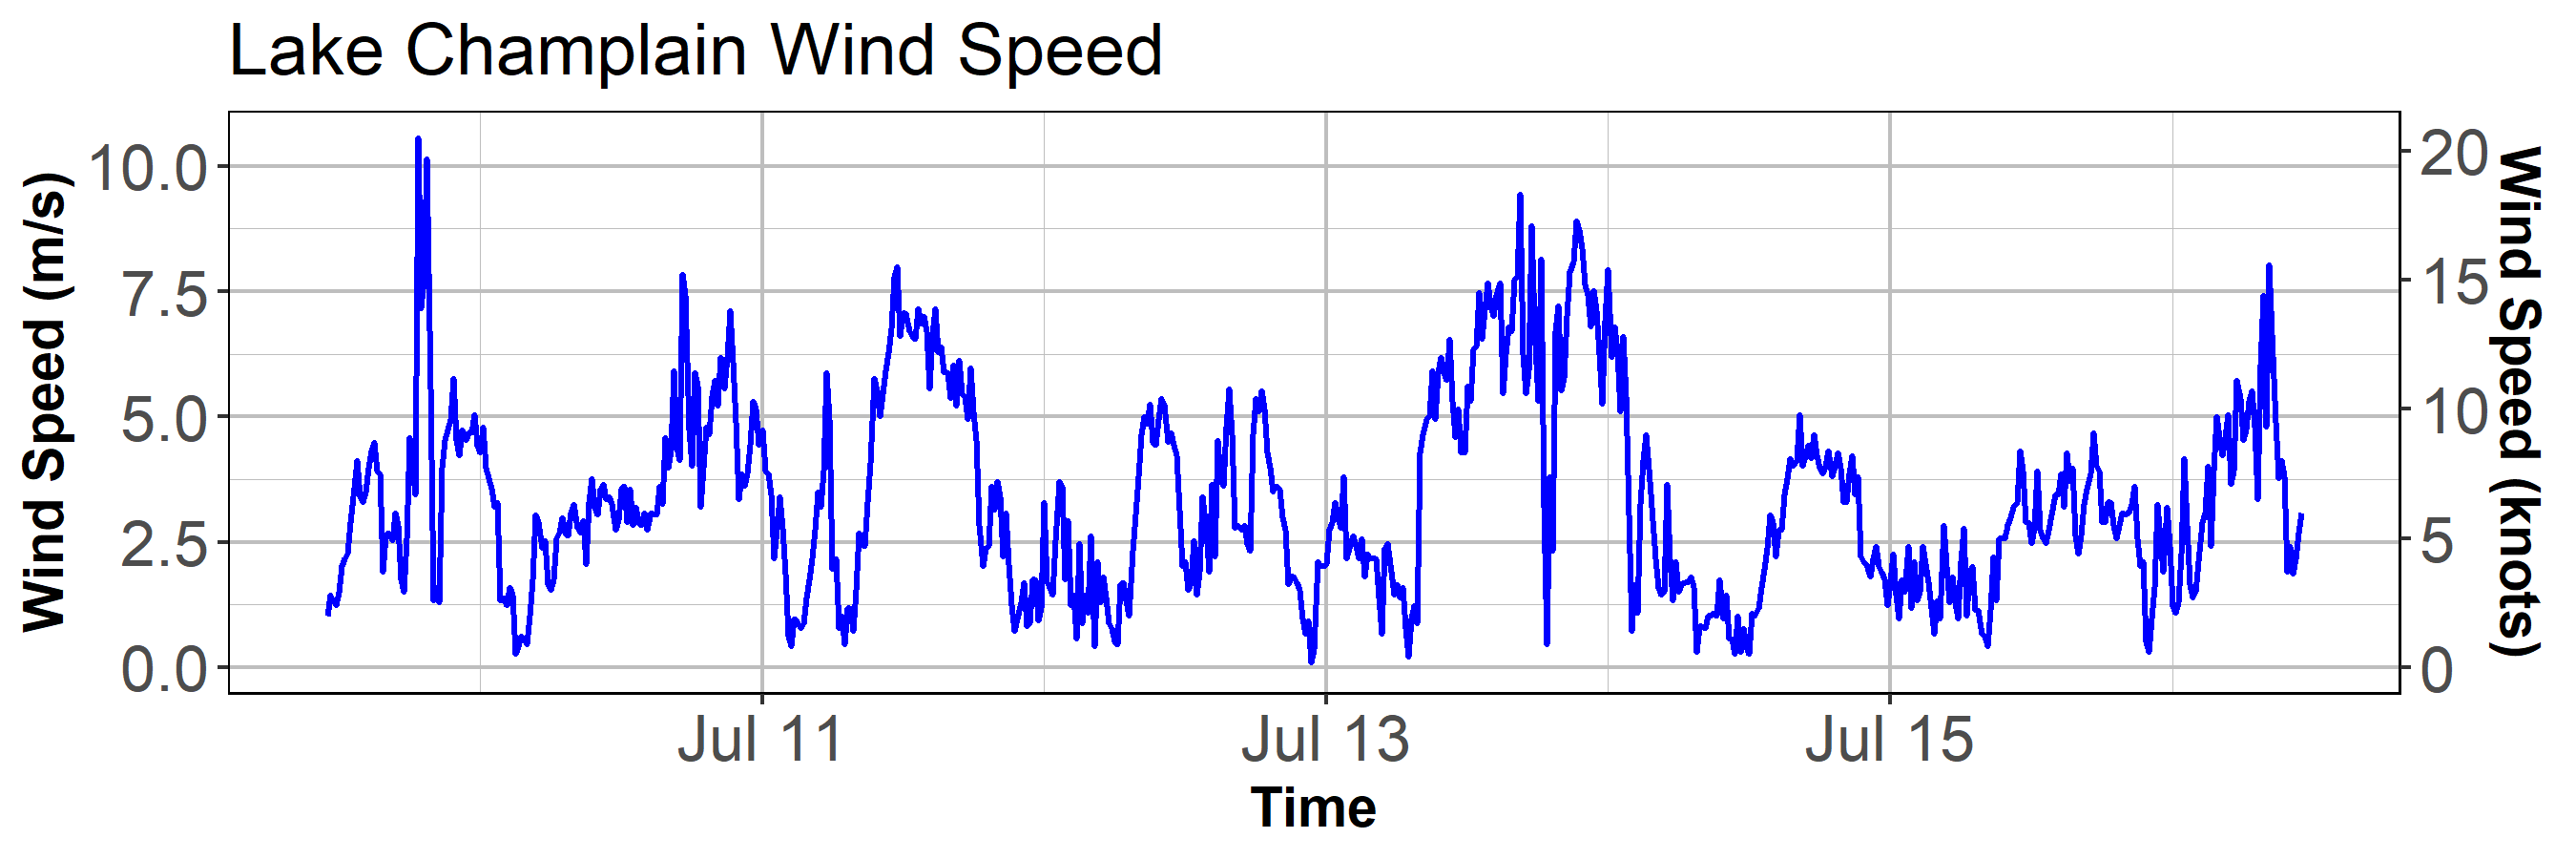 Lake Champlain Wind Speed
Wind Speed (m/s)
10.0
7.5
5.0
2.5
0.0
20
15
10
5
0
Wind Speed (knots)
Jul 11
Jul 13
Jul 15
Time